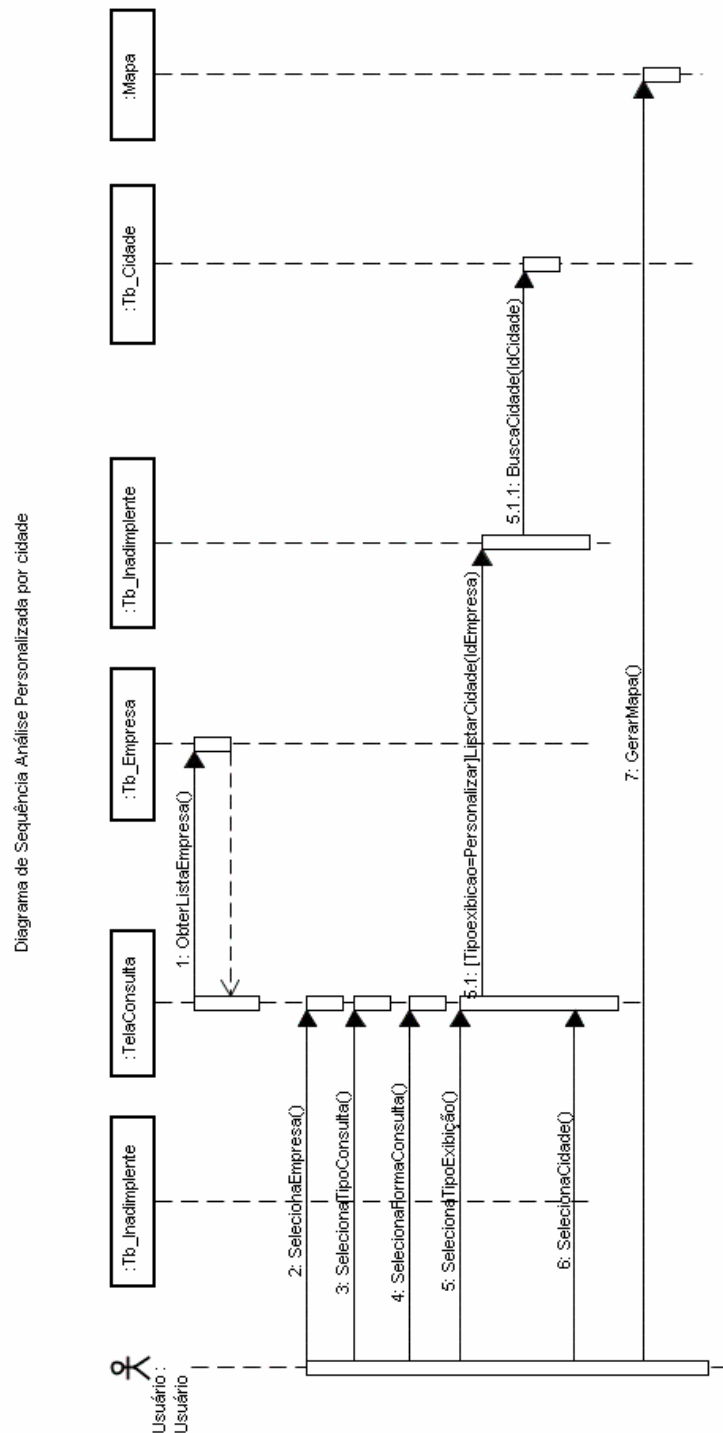 Diagrama de Sequência Análise Personalizada por cidade
Usuário :
Usuário
:Tb_Inadimplente
:TelaConsulta
:Tb_Empresa
:Tb_Inadimplente
:Tb_Cidade
:Mapa
1: ObterListaEmpresa()
2: SelecionaEmpresa()
3: SelecionaTipoConsulta()
4: SelecionaFormaConsulta()
5: SelecionaTipoExibição()
5.1: [Tipoexibicao=Personalizar]ListarCidade(IdEmpresa)
5.1.1: BuscaCidade(IdCidade)
6: SelecionaCidade()
7: GerarMapa()